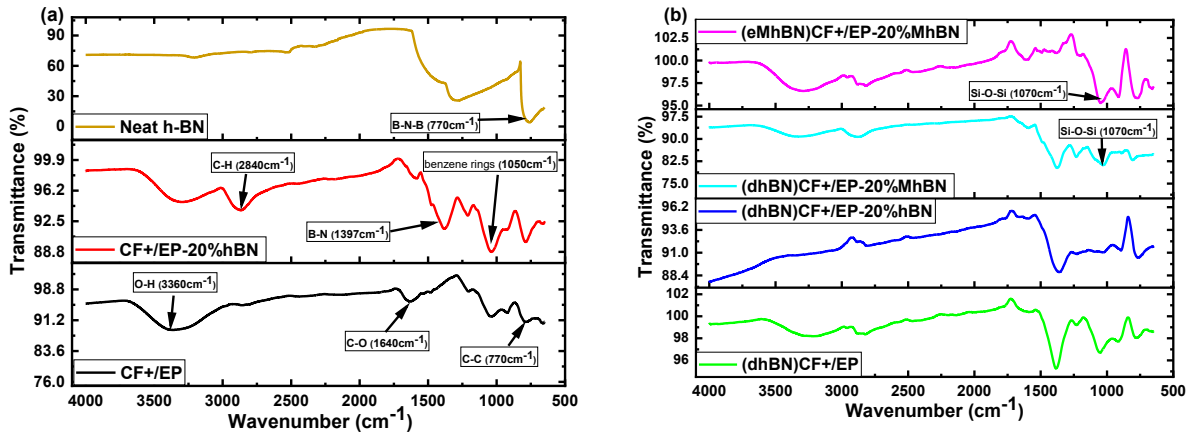 (a)
120
90
60
30
0
Neat h-BN
B-N-B (770cm⁻¹)
99.9
96.2
92.5
88.8
C-H (2840cm⁻¹)
benzene rings (1050cm⁻¹)
B-N (1397cm⁻¹)
CF+/EP-20%hBN
98.8
91.2
83.6
76.0
O-H (3360cm⁻¹)
C-O (1640cm⁻¹)
C-C (770cm⁻¹)
CF+/EP
Transmittance (%)
4000 3500 3000 2500 2000 1500 1000 500
Wavenumber (cm⁻¹)
(b)
102.5
100.0
97.5
95.0
(eMhBN)CF+/EP-20%MhBN
Si-O-Si (1070cm⁻¹)
97.5
90.0
82.5
75.0
Si-O-Si (1070cm⁻¹)
(dhBN)CF+/EP-20%MhBN
96.2
93.6
91.0
88.4
(dhBN)CF+/EP-20%hBN
102
100
98
96
(dhBN)CF+/EP
Transmittance (%)
4000 3500 3000 2500 2000 1500 1000 500
Wavenumber (cm⁻¹)